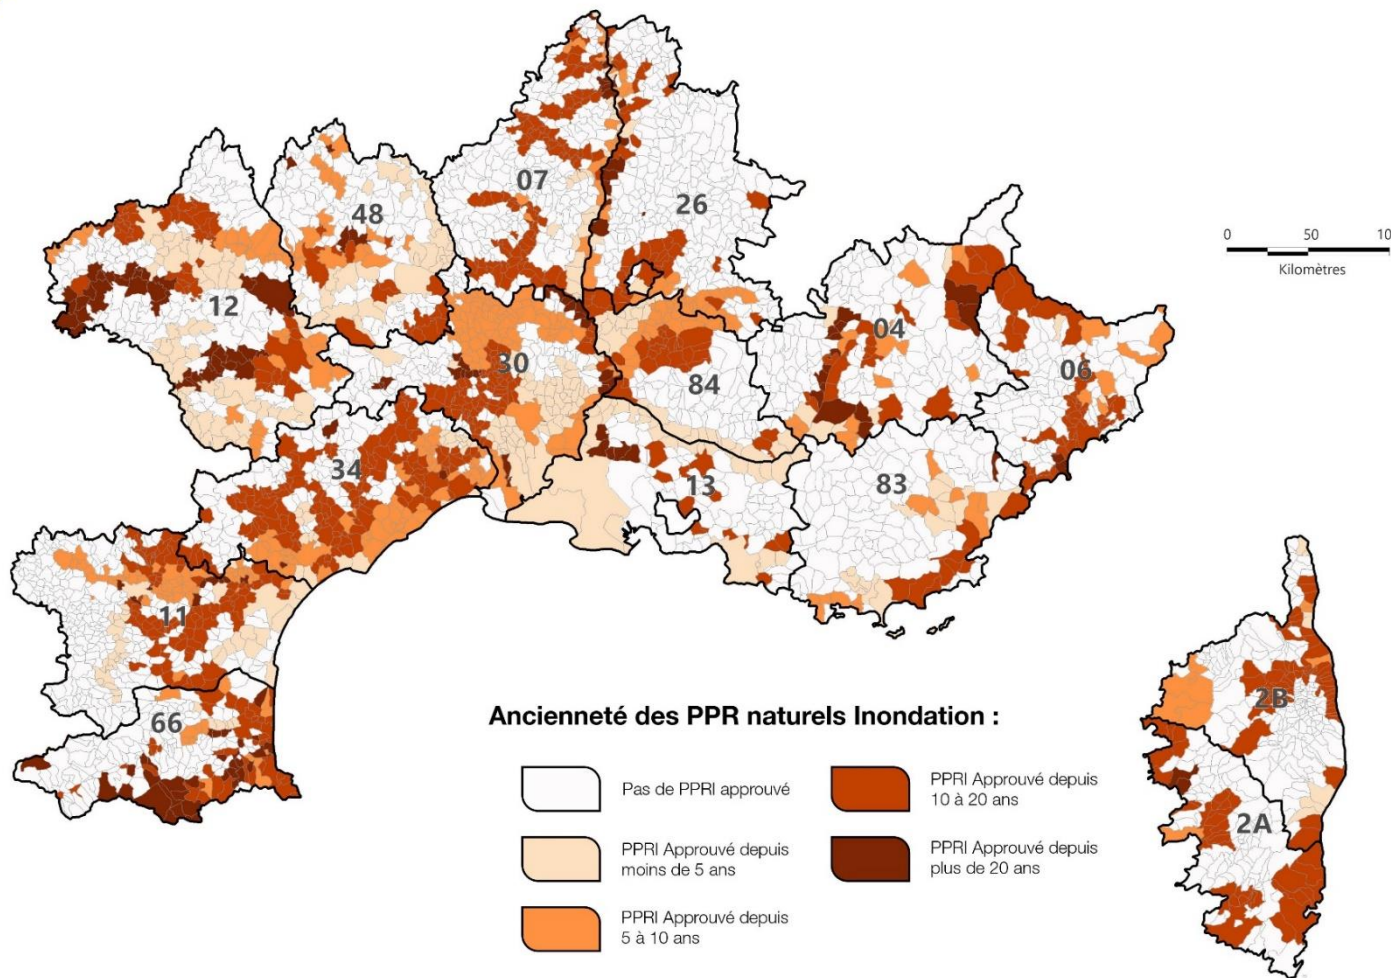 07
48
26
0 50 10
Kilomètres
12
04
30
84
06
34
13
83
11
2B
66
2A
Ancienneté des PPR naturels Inondation :
Pas de PPRI approuvé
PPRI Approuvé depuis
moins de 5 ans
PPRI Approuvé depuis
5 à 10 ans
PPRI Approuvé depuis
10 à 20 ans
PPRI Approuvé depuis
plus de 20 ans